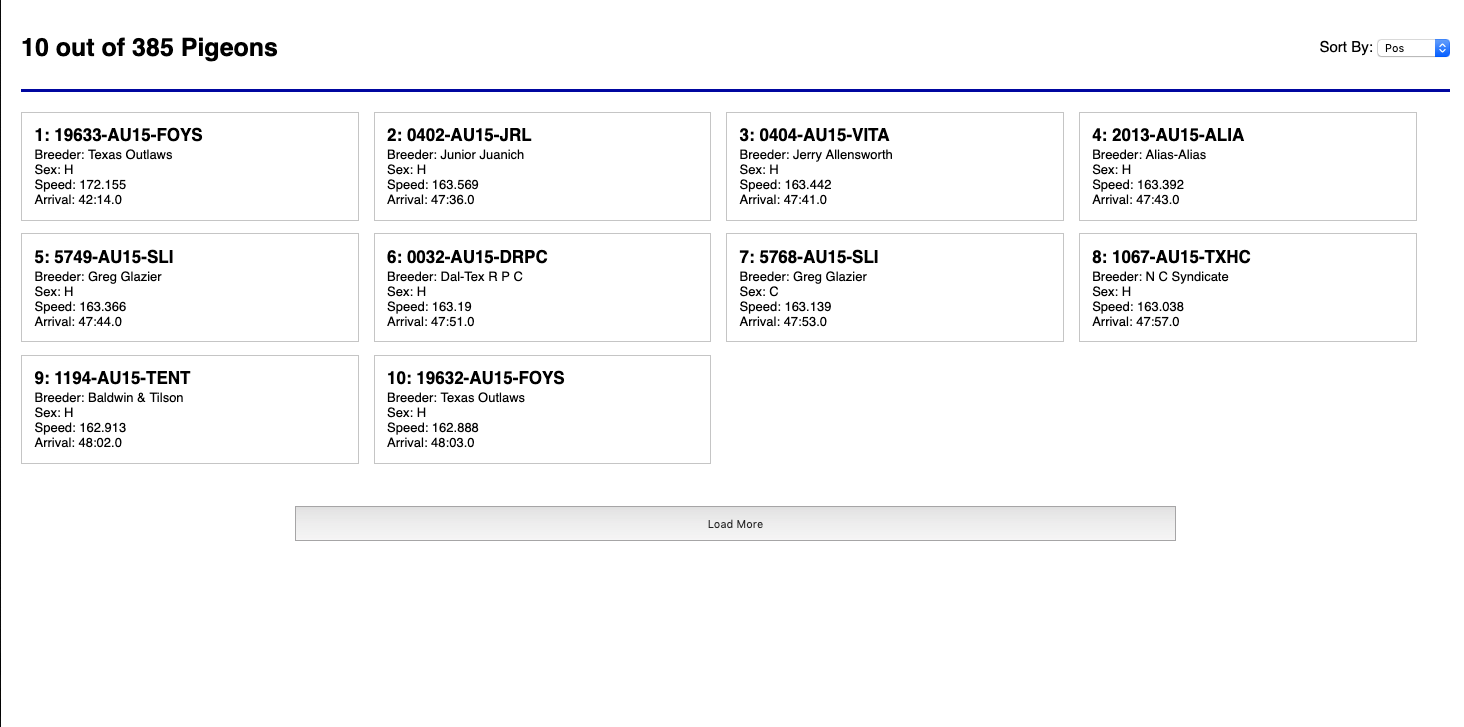 10 out of 385 Pigeons
Sort By: Pos
1: 19633-AU15-FOYS
Breeder: Texas Outlaws
Sex: H
Speed: 172.155
Arrival: 42:14.0
2: 0402-AU15-JRL
Breeder: Junior Juanich
Sex: H
Speed: 163.569
Arrival: 47:36.0
3: 0404-AU15-VITA
Breeder: Jerry Allensworth
Sex: H
Speed: 163.442
Arrival: 47:41.0
4: 2013-AU15-ALIA
Breeder: Alias-Alias
Sex: H
Speed: 163.392
Arrival: 47:43.0
5: 5749-AU15-SLI
Breeder: Greg Glazier
Sex: H
Speed: 163.366
Arrival: 47:44.0
6: 0032-AU15-DRPC
Breeder: Dal-Tex R P C
Sex: H
Speed: 163.19
Arrival: 47:51.0
7: 5768-AU15-SLI
Breeder: Greg Glazier
Sex: C
Speed: 163.139
Arrival: 47:53.0
8: 1067-AU15-TXHC
Breeder: N C Syndicate
Sex: H
Speed: 163.038
Arrival: 47:57.0
9: 1194-AU15-TENT
Breeder: Baldwin & Tilson
Sex: H
Speed: 162.913
Arrival: 48:02.0
10: 19632-AU15-FOYS
Breeder: Texas Outlaws
Sex: H
Speed: 162.888
Arrival: 48:03.0
Load More